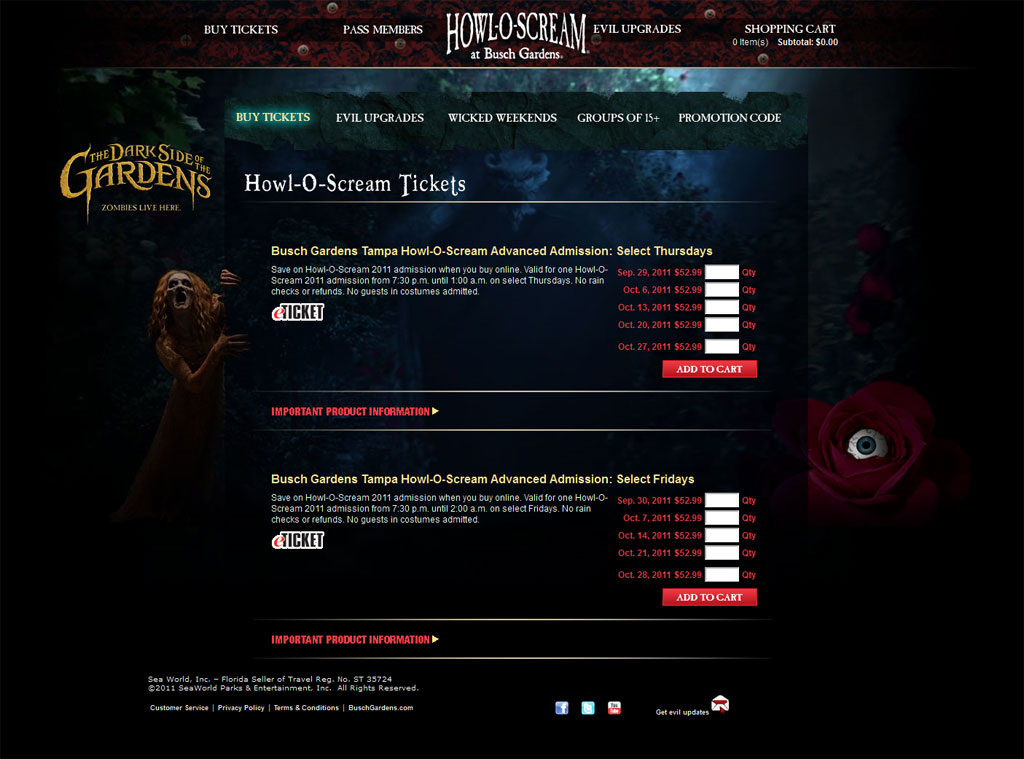 BUY TICKETS
PASS MEMBERS
HOWL-O-SCREAM
at Busch Gardens®
EVIL UPGRADES
SHOPPING CART
0 Item(s) Subtotal: $0.00
BUY TICKETS
EVIL UPGRADES
WICKED WEEKENDS
GROUPS OF 15+
PROMOTION CODE
THE DARK SIDE OF THE
GARDENS
ZOMBIES LIVE HERE.
Howl-O-Scream Tickets
Busch Gardens Tampa Howl-O-Scream Advanced Admission: Select Thursdays
Save on Howl-O-Scream 2011 admission when you buy online. Valid for one Howl-O-
Scream 2011 admission from 7:30 p.m. until 1:00 a.m. on select Thursdays. No rain
checks or refunds. No guests in costumes admitted.
eTICKET
Sep. 29, 2011 $52.99 Qty
Oct. 6, 2011 $52.99 Qty
Oct. 13, 2011 $52.99 Qty
Oct. 20, 2011 $52.99 Qty
Oct. 27, 2011 $52.99 Qty
ADD TO CART
IMPORTANT PRODUCT INFORMATION
Busch Gardens Tampa Howl-O-Scream Advanced Admission: Select Fridays
Save on Howl-O-Scream 2011 admission when you buy online. Valid for one Howl-O-
Scream 2011 admission from 7:30 p.m. until 2:00 a.m. on select Fridays. No rain
checks or refunds. No guests in costumes admitted.
eTICKET
Sep. 30, 2011 $52.99 Qty
Oct. 7, 2011 $52.99 Qty
Oct. 14, 2011 $52.99 Qty
Oct. 21, 2011 $52.99 Qty
Oct. 28, 2011 $52.99 Qty
ADD TO CART
IMPORTANT PRODUCT INFORMATION
Sea World, Inc. – Florida Seller of Travel Reg. No. ST 35724
©2011 SeaWorld Parks & Entertainment, Inc. All Rights Reserved.
Customer Service | Privacy Policy | Terms & Conditions | BuschGardens.com
f
t
You Tube
Get evil updates